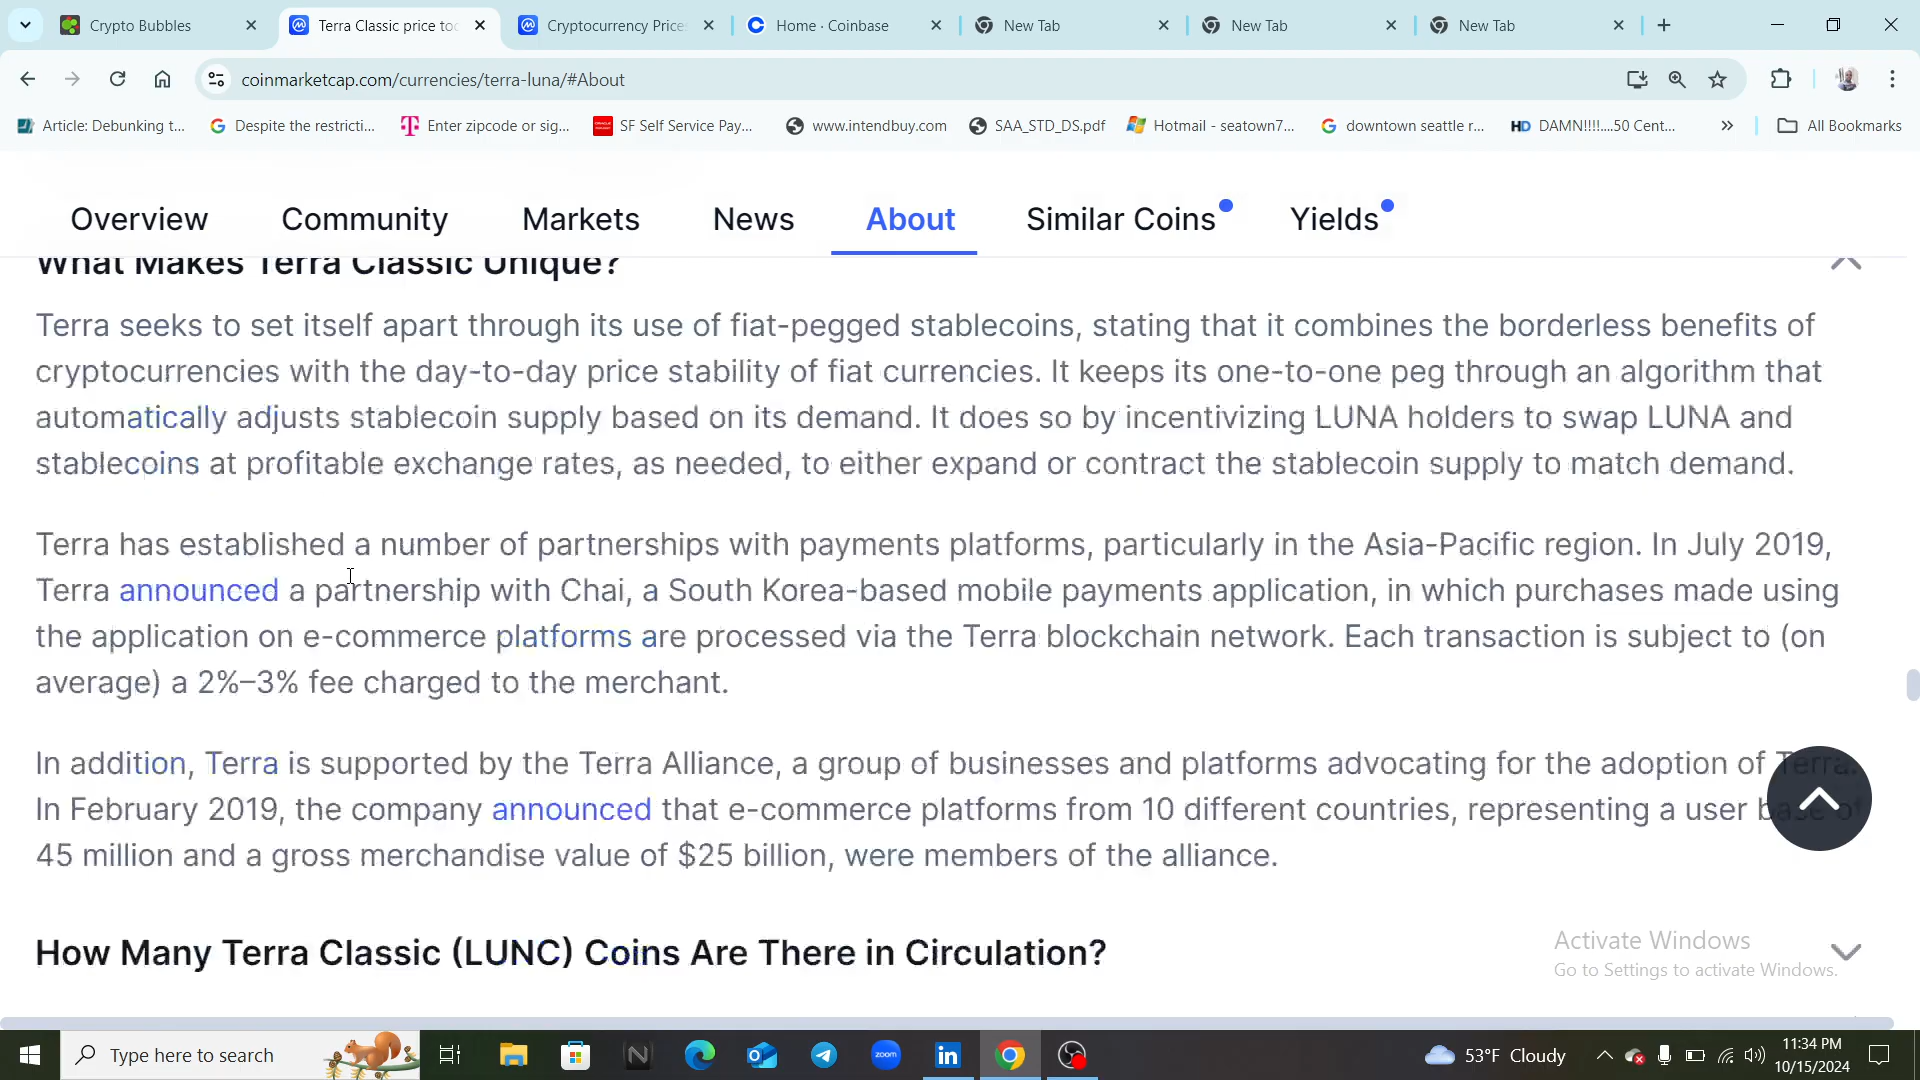 Crypto Bubbles
Terra Classic price toc
Cryptocurrency Price
Home · Coinbase
New Tab
New Tab
New Tab
coinmarketcap.com/currencies/terra-luna/#About
Article: Debunking t...
Despite the restricti...
Enter zipcode or sig...
SF Self Service Pay...
www.intendbuy.com
SAA_STD_DS.pdf
Hotmail - seatown7...
downtown seattle r...
HD DAMN!!!!....50 Cent...
All Bookmarks
Overview
Community
Markets
News
About
Similar Coins
Yields
What Makes Terra Classic Unique?
Terra seeks to set itself apart through its use of fiat-pegged stablecoins, stating that it combines the borderless benefits of
cryptocurrencies with the day-to-day price stability of fiat currencies. It keeps its one-to-one peg through an algorithm that
automatically adjusts stablecoin supply based on its demand. It does so by incentivizing LUNA holders to swap LUNA and
stablecoins at profitable exchange rates, as needed, to either expand or contract the stablecoin supply to match demand.
Terra has established a number of partnerships with payments platforms, particularly in the Asia-Pacific region. In July 2019,
Terra announced a partnership with Chai, a South Korea-based mobile payments application, in which purchases made using
the application on e-commerce platforms are processed via the Terra blockchain network. Each transaction is subject to (on
average) a 2%–3% fee charged to the merchant.
In addition, Terra is supported by the Terra Alliance, a group of businesses and platforms advocating for the adoption of Terra.
In February 2019, the company announced that e-commerce platforms from 10 different countries, representing a user base of
45 million and a gross merchandise value of $25 billion, were members of the alliance.
How Many Terra Classic (LUNC) Coins Are There in Circulation?
Activate Windows
Go to Settings to activate Windows.
Type here to search
N
zoom
in
53°F Cloudy
11:34 PM
10/15/2024